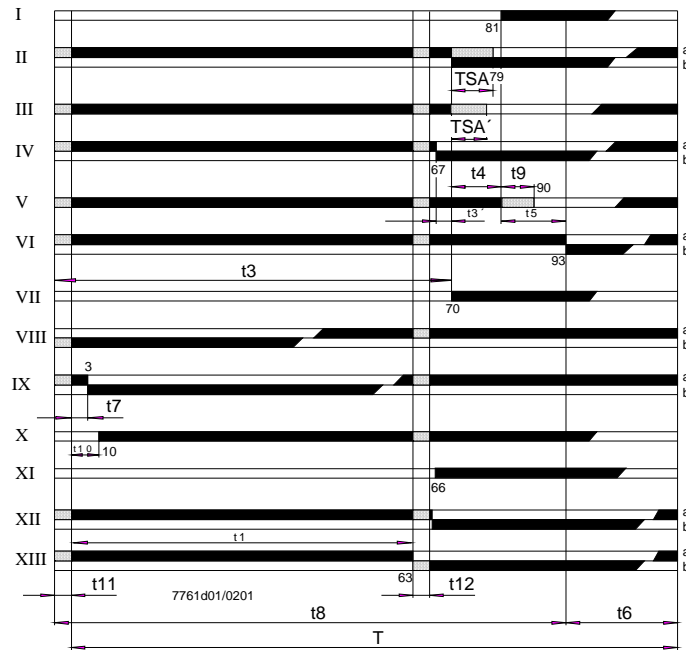 I
81
a
II
b
TSA 79
III
TSA´
a
IV
b
67
t4 t9
90
V
t3´ t5
a
VI
b
93
t3
VII
70
a
VIII
b
3
a
IX
b
t7
X
t10 10
XI
66
a
XII
b
t1
a
XIII
b
63
t11 7761d01/0201 t12
t8 t6
T